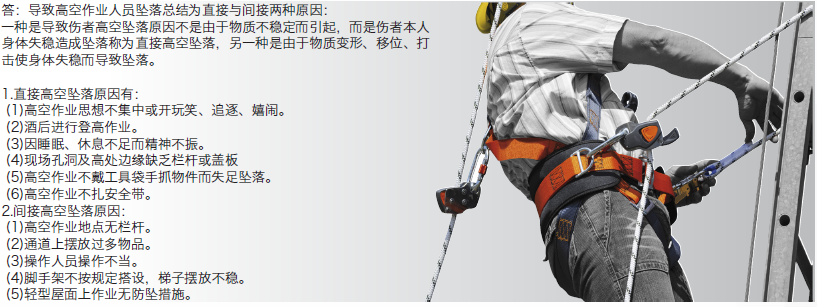 答：导致高空作业人员坠落总结为直接与间接两种原因：
一种是导致伤者高空坠落原因不是由于物质不稳定而引起，而是伤者本人
身体失稳造成坠落称为直接高空坠落，另一种是由于物质变形、移位、打
击使身体失稳而导致坠落。
1.直接高空坠落原因有：
(1)高空作业思想不集中或开玩笑、追逐、嬉闹。
(2)酒后进行登高作业。
(3)因睡眠、休息不足而精神不振。
(4)现场孔洞及高处边缘缺乏栏杆或盖板
(5)高空作业不戴工具袋手抓物件而失足坠落。
(6)高空作业不扎安全带。
2.间接高空坠落原因：
(1)高空作业地点无栏杆。
(2)通道上摆放过多物品。
(3)操作人员操作不当。
(4)脚手架不按规定搭设，梯子摆放不稳。
(5)轻型屋面上作业无防坠措施。